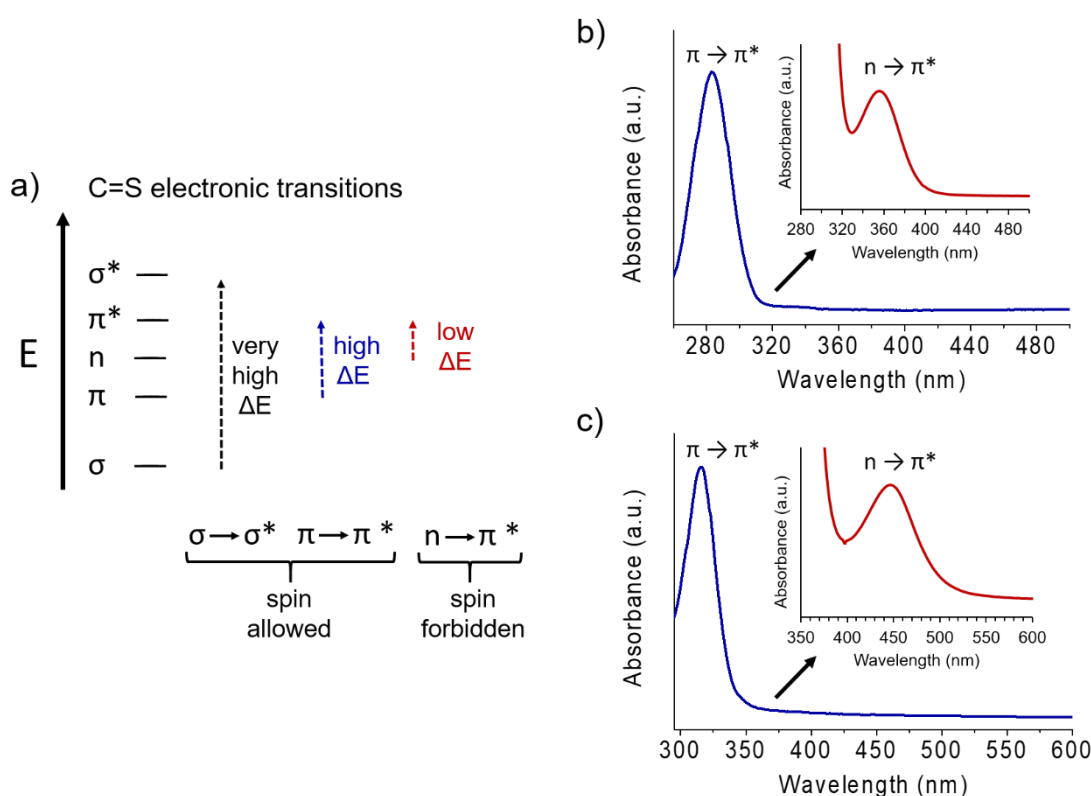 a)
C=S electronic transitions
E
σ*
π*
n
π
σ
very
high
ΔE
high
ΔE
low
ΔE
σ→σ* π→π *
n→π *
spin
allowed
spin
forbidden
b)
π → π*
Absorbance (a.u.)
280 320 360 400 440 480
Wavelength (nm)
n → π*
Absorbance (a.u.)
280 320 360 400 440 480
Wavelength (nm)
c)
π → π*
Absorbance (a.u.)
300 350 400 450 500 550 600
Wavelength (nm)
n → π*
Absorbance (a.u.)
350 400 450 500 550 600
Wavelength (nm)